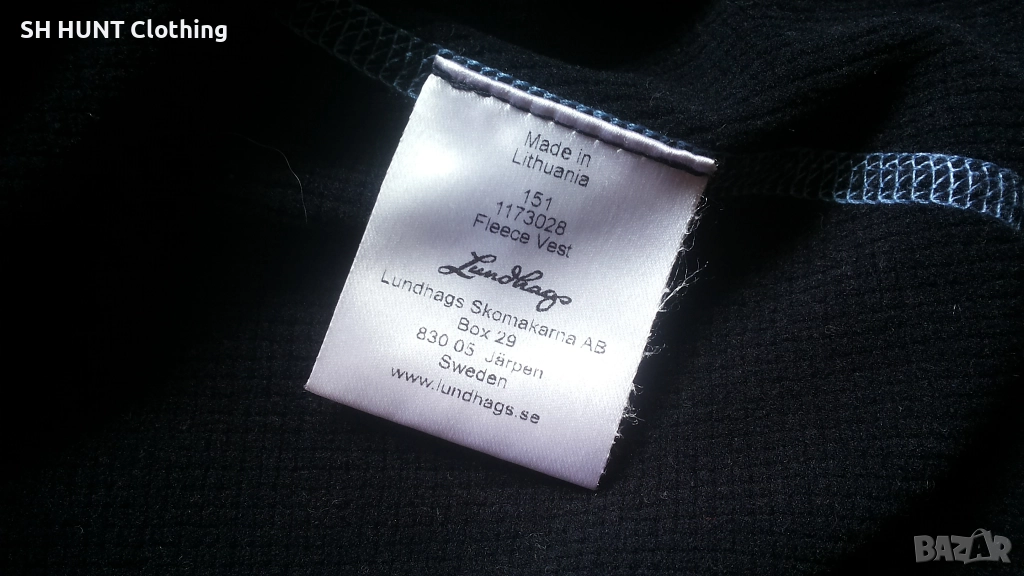 SH HUNT Clothing
Made in
Lithuania
151
1173028
Fleece Vest
Lundhags
Lundhags Skomakarna AB
Box 29
830 05 Järpen
Sweden
www.lundhags.se
BAZAR